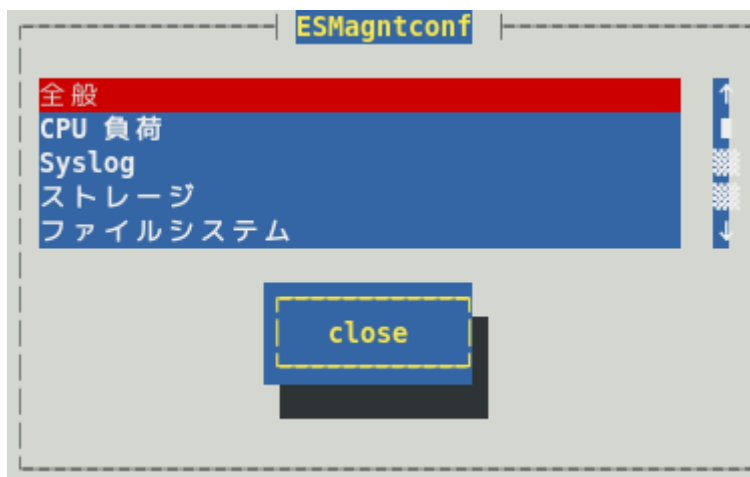 ESMagntconf
全般
CPU 負荷
Syslog
ストレージ
ファイルシステム
close